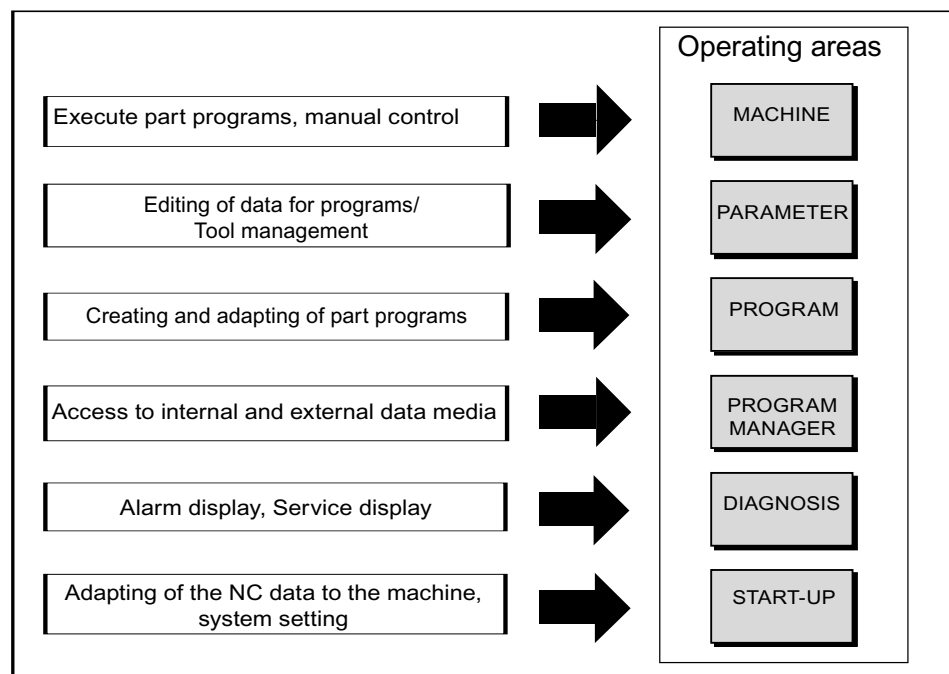 Operating areas
Execute part programs, manual control
MACHINE
Editing of data for programs/
Tool management
PARAMETER
Creating and adapting of part programs
PROGRAM
Access to internal and external data media
PROGRAM
MANAGER
Alarm display, Service display
DIAGNOSIS
Adapting of the NC data to the machine,
system setting
START-UP